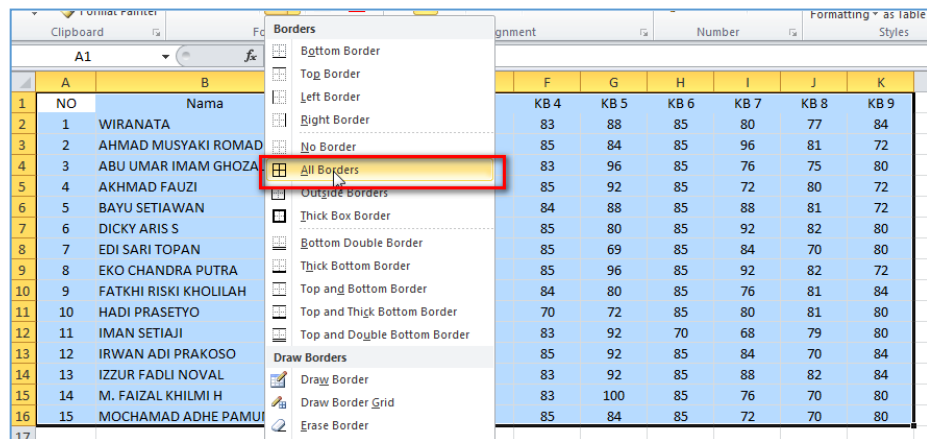 Format Painter
Formatting as Table
Clipboard Number Styles
A1 fx
Borders
Bottom Border
Top Border
Left Border
Right Border
No Border
All Borders
Outside Borders
Thick Box Border
Bottom Double Border
Thick Bottom Border
Top and Bottom Border
Top and Thick Bottom Border
Top and Double Bottom Border
Draw Borders
Draw Border
Draw Border Grid
Erase Border
A B F G H I J K
1 NO Nama KB 4 KB 5 KB 6 KB 7 KB 8 KB 9
2 1 WIRANATA 83 88 85 80 77 84
3 2 AHMAD MUSYAKI ROMAD 85 84 85 96 81 72
4 3 ABU UMAR IMAM GHOZA 83 96 85 76 75 80
5 4 AKHMAD FAUZI 85 92 85 72 80 72
6 5 BAYU SETIAWAN 84 88 85 88 81 72
7 6 DICKY ARIS S 85 80 85 92 82 80
8 7 EDI SARI TOPAN 85 69 85 84 70 80
9 8 EKO CHANDRA PUTRA 85 96 85 92 82 72
10 9 FATKHI RISKI KHOLILAH 84 80 85 76 81 84
11 10 HADI PRASETYO 70 72 85 80 81 80
12 11 IMAN SETIAJI 83 92 70 68 79 80
13 12 IRWAN ADI PRAKOSO 85 92 85 84 70 84
14 13 IZZUR FADLI NOVAL 83 92 85 88 82 84
15 14 M. FAIZAL KHILMI H 83 100 85 76 70 80
16 15 MOCHAMAD ADHE PAMU 85 84 85 72 70 80
17